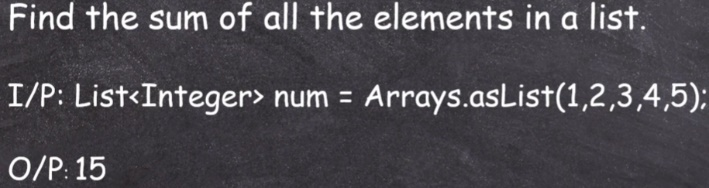 Find the sum of all the elements in a list.
I/P: List<Integer> num = Arrays.asList(1,2,3,4,5);
O/P: 15